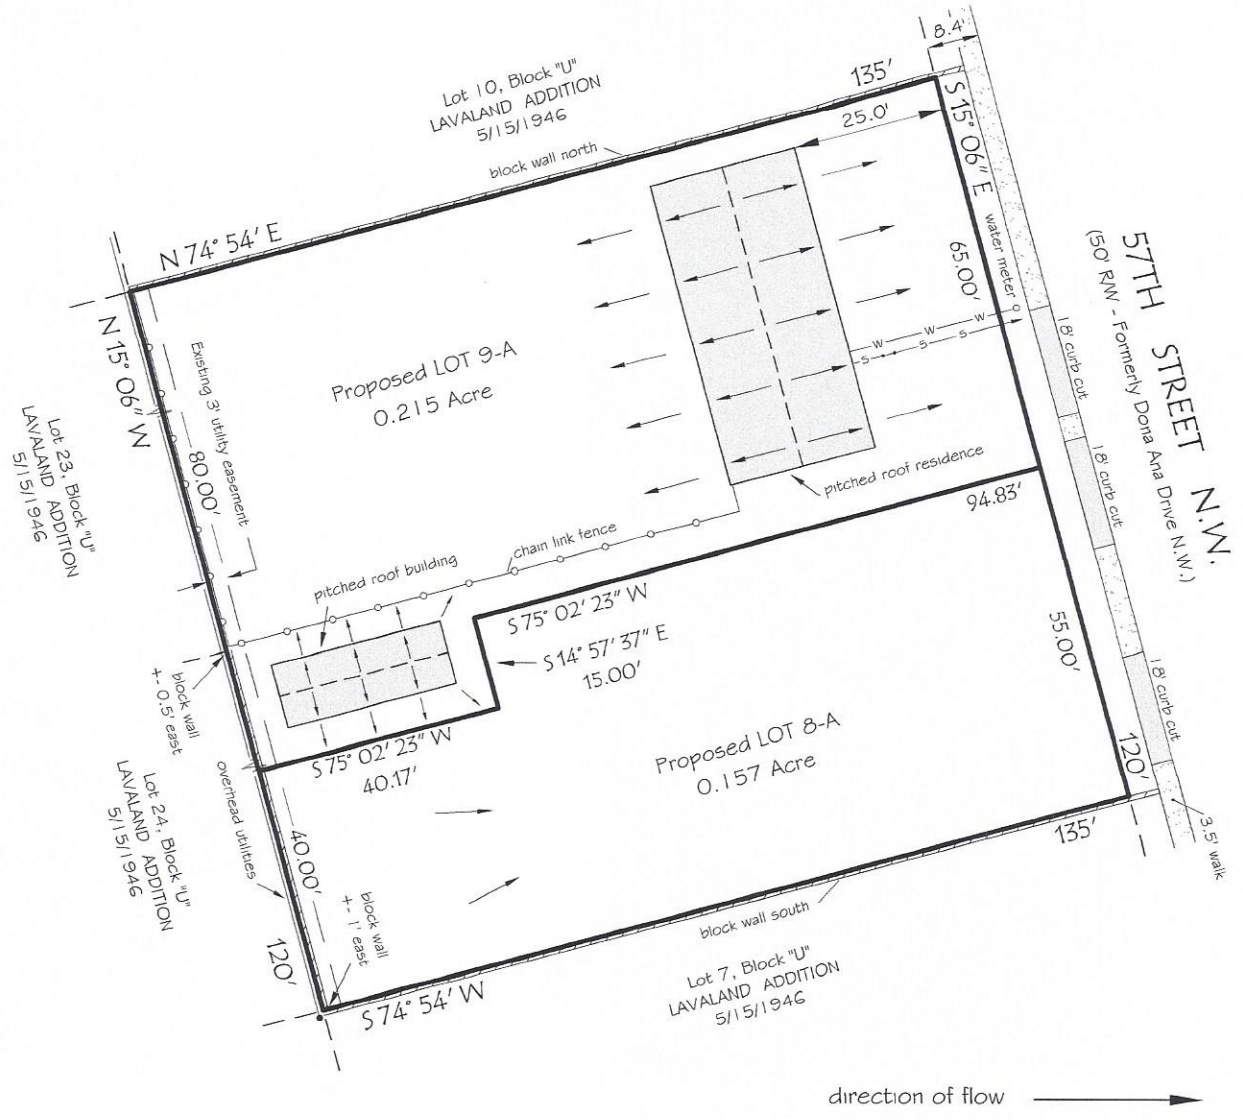 8.4'
135'
Lot 10, Block "U"
LAVALAND ADDITION
5/15/1946
25.0'
S 15° 06" E
block wall north
N 74° 54' E
water meter
65.00'
57TH STREET N.W.
(50' R/W - Formerly Dona Ana Drive N.W.)
N 15° 06" W
Existing 3' utility easement
80.00'
Proposed LOT 9-A
0.215 Acre
W W W
S S S
18' curb cut
Lot 23, Block "U"
LAVALAND ADDITION
5/15/1946
pitched roof residence
94.83'
18' curb cut
chain link fence
pitched roof building
S 75° 02' 23" W
S 14° 57' 37" E
15.00'
55.00'
18' curb cut
block wall
+- 0.5' east
S 75° 02' 23" W
40.17'
Proposed LOT 8-A
0.157 Acre
120'
Lot 24, Block "U"
LAVALAND ADDITION
5/15/1946
overhead utilities
40.00'
135'
3.5' walk
block wall
+- 1' east
120'
block wall south
S 74° 54' W
Lot 7, Block "U"
LAVALAND ADDITION
5/15/1946
direction of flow